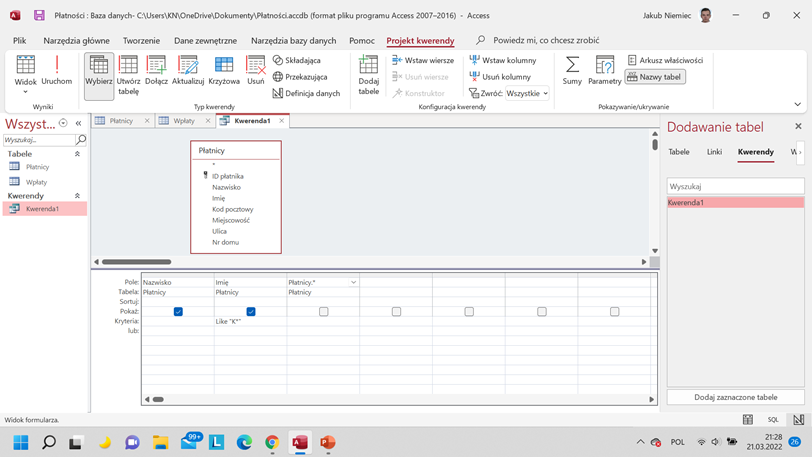 Płatności : Baza danych- C:\Users\KN\OneDrive\Dokumenty\Płatności.accdb (format pliku programu Access 2007–2016) - Access
Jakub Niemiec
Plik Narzędzia główne Tworzenie Dane zewnętrzne Narzędzia bazy danych Pomoc Projekt kwerendy Powiedz mi, co chcesz zrobić
Widok
Uruchom
Wybierz
Utwórz tabelę
Dołącz
Aktualizuj
Krzyżowa
Usuń
Składająca
Przekazująca
Definicja danych
Dodaj tabele
Wstaw wiersze
Usuń wiersze
Konstruktor
Wstaw kolumny
Usuń kolumny
Zwróć: Wszystkie
Sumy
Parametry
Arkusz właściwości
Nazwy tabel
Wyniki
Typ kwerendy
Konfiguracja kwerendy
Pokazywanie/ukrywanie
Wszyst...
Wyszukaj...
Tabele
Płatnicy
Wpłaty
Kwerendy
Kwerenda1
Płatnicy Wpłaty Kwerenda1
Płatnicy
*
ID płatnika
Nazwisko
Imię
Kod pocztowy
Miejscowość
Ulica
Nr domu
Pole: Nazwisko Imię Płatnicy.*
Tabela: Płatnicy Płatnicy Płatnicy
Sortuj:
Pokaż:
Kryteria: Like "K*"
lub:
Dodawanie tabel
Tabele Linki Kwerendy W
Wyszukaj
Kwerenda1
Dodaj zaznaczone tabele
Widok formularza.
SQL
99+
POL
21:28
21.03.2022
26